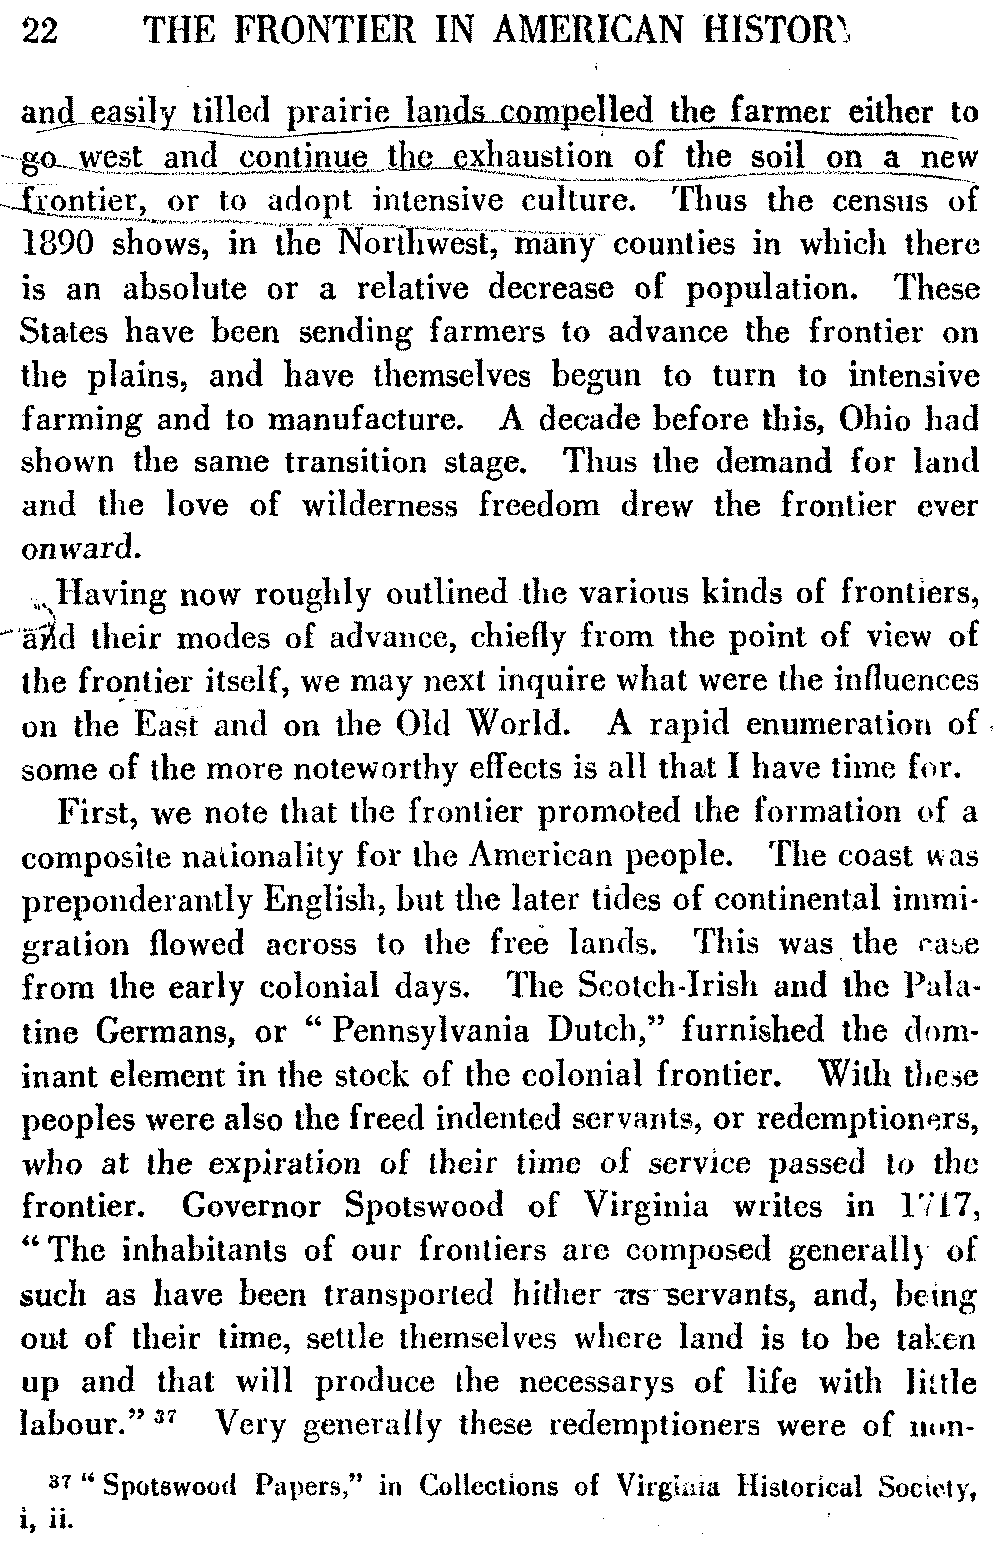 22 THE FRONTIER IN AMERICAN HISTORY
and easily tilled prairie lands compelled the farmer either to
go west and continue the exhaustion of the soil on a new
frontier, or to adopt intensive culture. Thus the census of
1890 shows, in the Northwest, many counties in which there
is an absolute or a relative decrease of population. These
States have been sending farmers to advance the frontier on
the plains, and have themselves begun to turn to intensive
farming and to manufacture. A decade before this, Ohio had
shown the same transition stage. Thus the demand for land
and the love of wilderness freedom drew the frontier ever
onward.
Having now roughly outlined the various kinds of frontiers,
and their modes of advance, chiefly from the point of view of
the frontier itself, we may next inquire what were the influences
on the East and on the Old World. A rapid enumeration of
some of the more noteworthy effects is all that I have time for.
First, we note that the frontier promoted the formation of a
composite nationality for the American people. The coast was
preponderantly English, but the later tides of continental immi-
gration flowed across to the free lands. This was the case
from the early colonial days. The Scotch-Irish and the Pala-
tine Germans, or " Pennsylvania Dutch," furnished the dom-
inant element in the stock of the colonial frontier. With these
peoples were also the freed indented servants, or redemptioners,
who at the expiration of their time of service passed to the
frontier. Governor Spotswood of Virginia writes in 1717,
" The inhabitants of our frontiers are composed generally of
such as have been transported hither as servants, and, being
out of their time, settle themselves where land is to be taken
up and that will produce the necessarys of life with little
labour." 37 Very generally these redemptioners were of non-
37 " Spotswood Papers," in Collections of Virginia Historical Society,
i, ii.